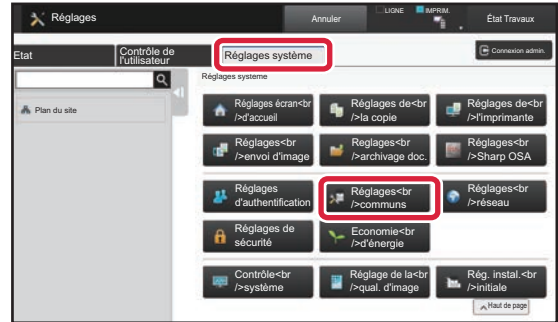 Réglages
Annuler
LIGNE
IMPRIM.
État Travaux
Etat
Contrôle de
l'utilisateur
Réglages système
Connexion admin.
Réglages systeme
Plan du site
Réglages écran<br
/>d'accueil
Réglages de<br
/>la copie
Réglages de<br
/>l'imprimante
Réglages<br
/>envoi d'image
Reglages<br
/>archivage doc.
Réglages<br
/>Sharp OSA
Réglages
d'authentification
Réglages<br
/>communs
Réglages<br
/>réseau
Réglages de
sécurité
Economie<br
/>d'énergie
Contrôle<br
/>système
Réglage de la<br
/>qual. d'image
Rég. instal.<br
/>initiale
Haut de page